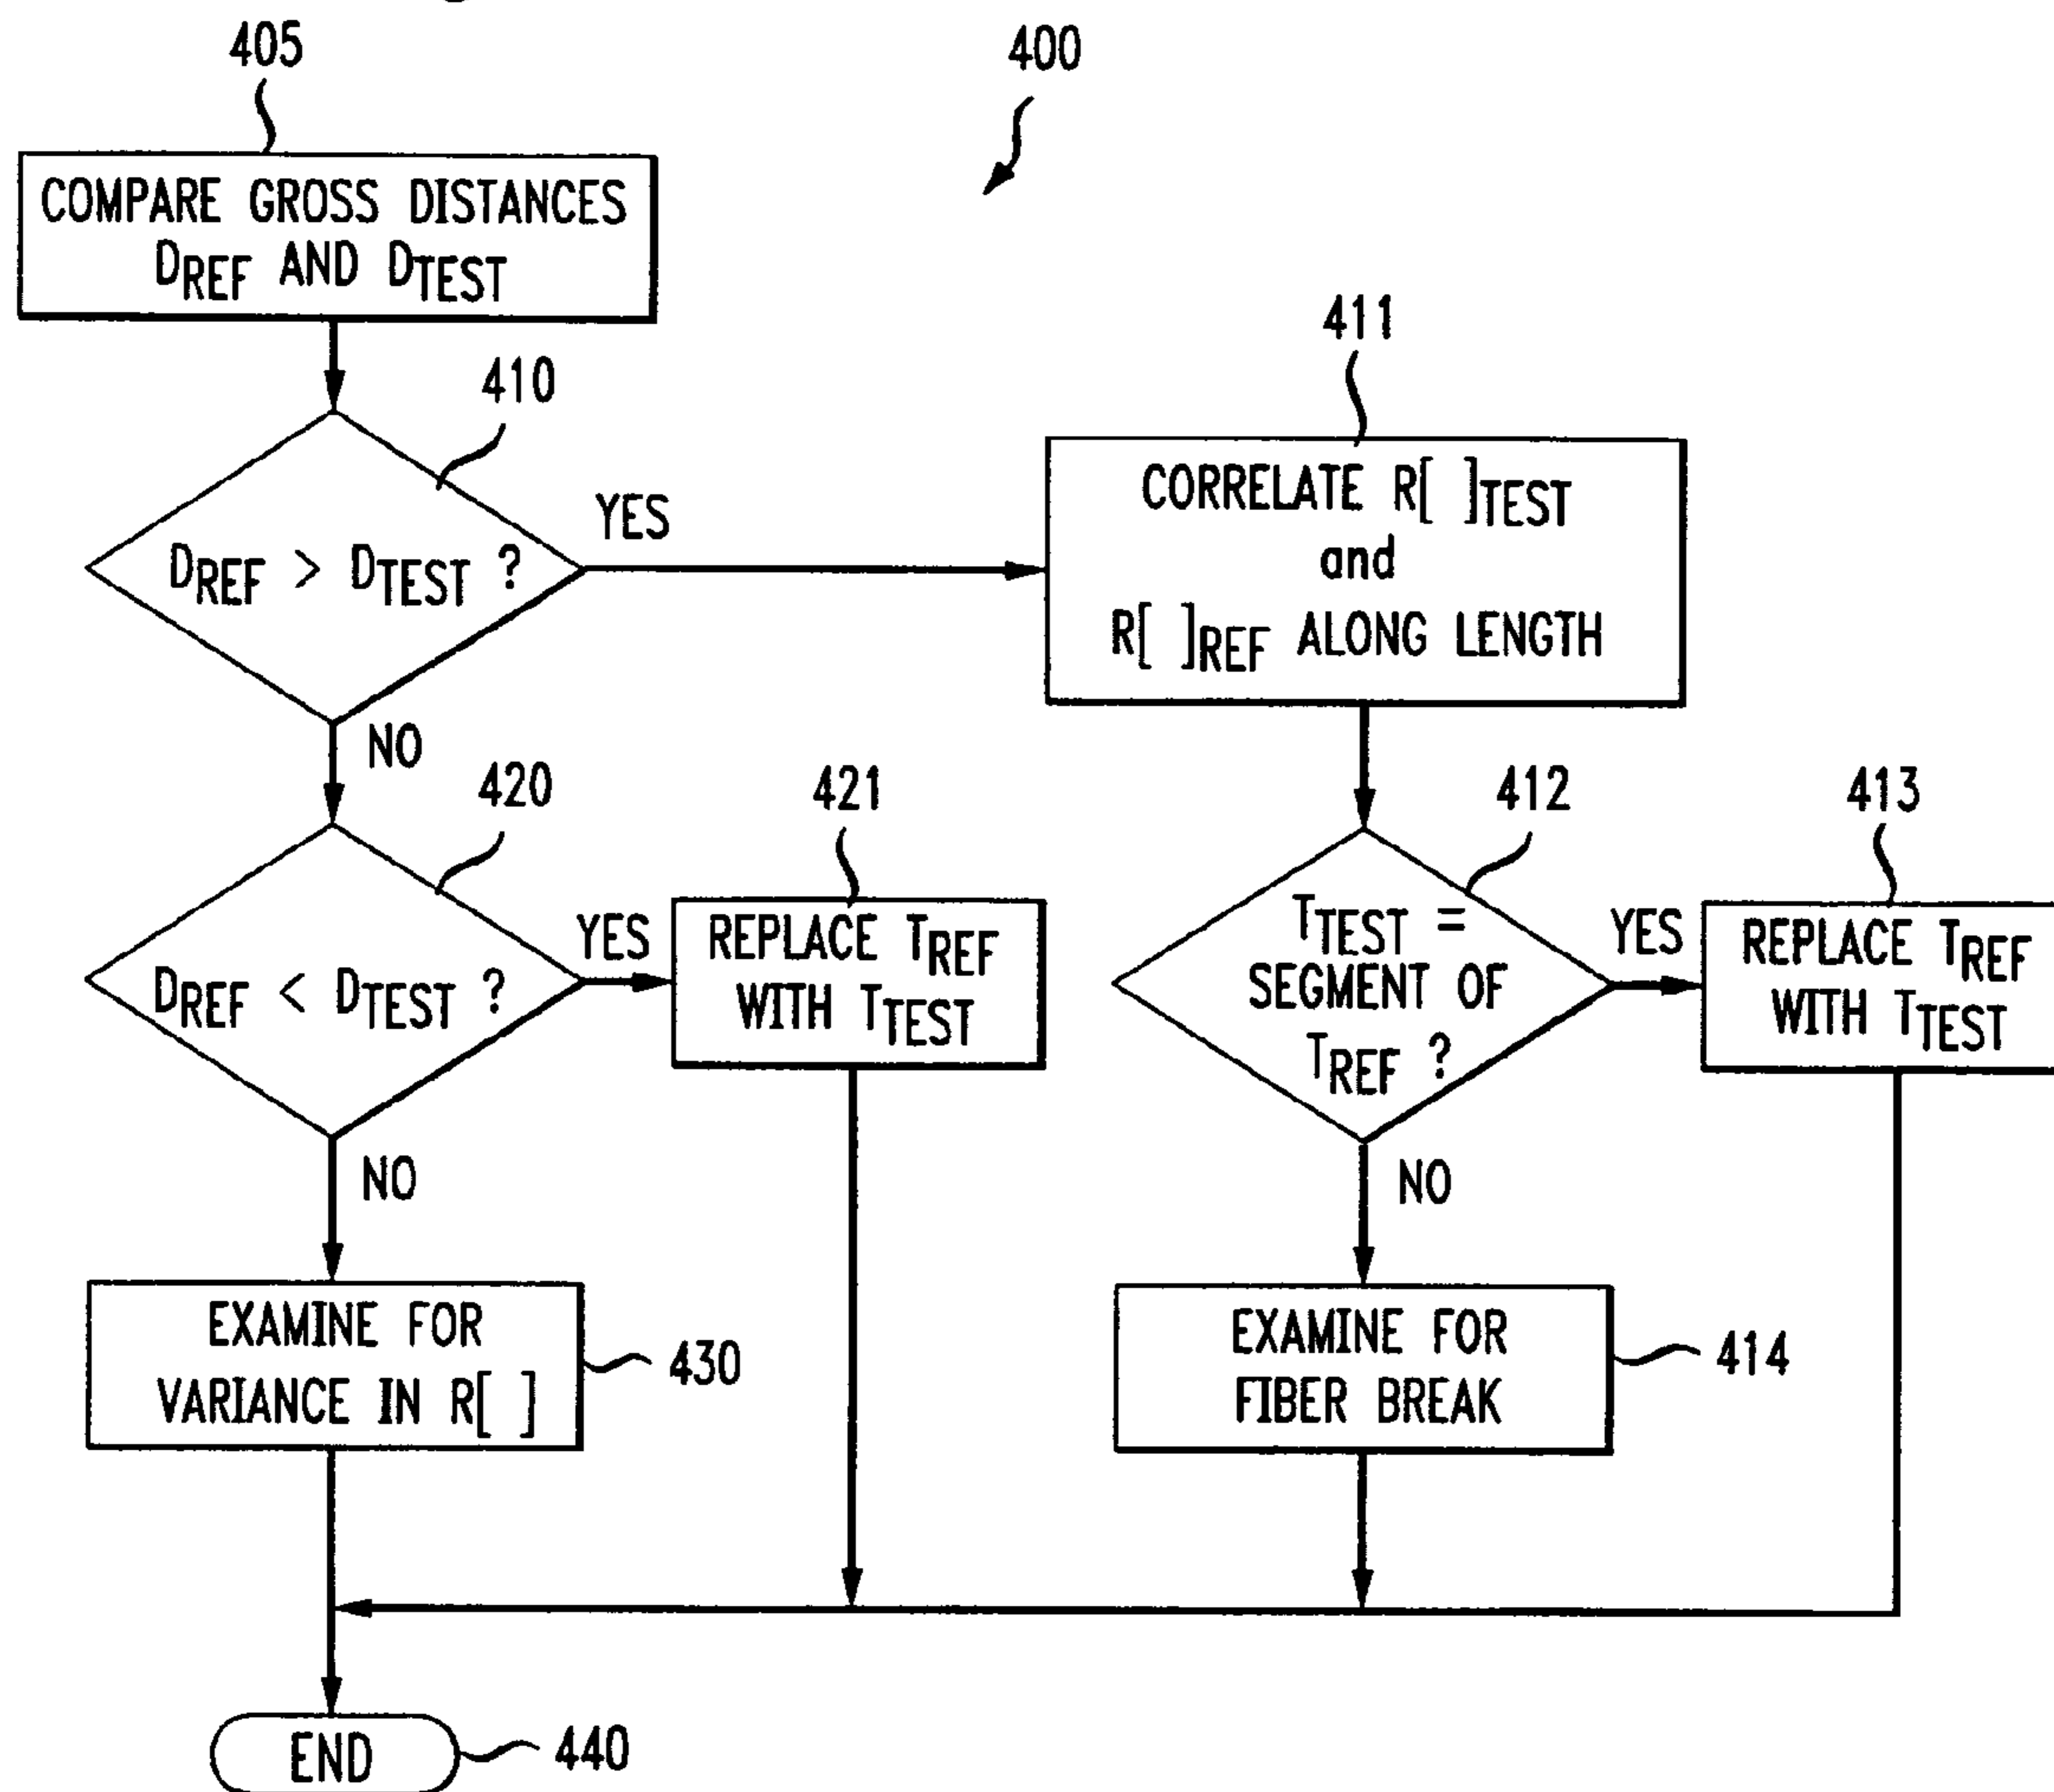 405
400
COMPARE GROSS DISTANCES
DREF AND DTEST
410
DREF > DTEST ?
YES
NO
411
CORRELATE R[ ]TEST
and
R[ ]REF ALONG LENGTH
420
DREF < DTEST ?
YES
NO
421
REPLACE TREF
WITH TTEST
412
TTEST =
SEGMENT OF
TREF ?
YES
NO
413
REPLACE TREF
WITH TTEST
EXAMINE FOR
VARIANCE IN R[ ]
430
EXAMINE FOR
FIBER BREAK
414
END
440